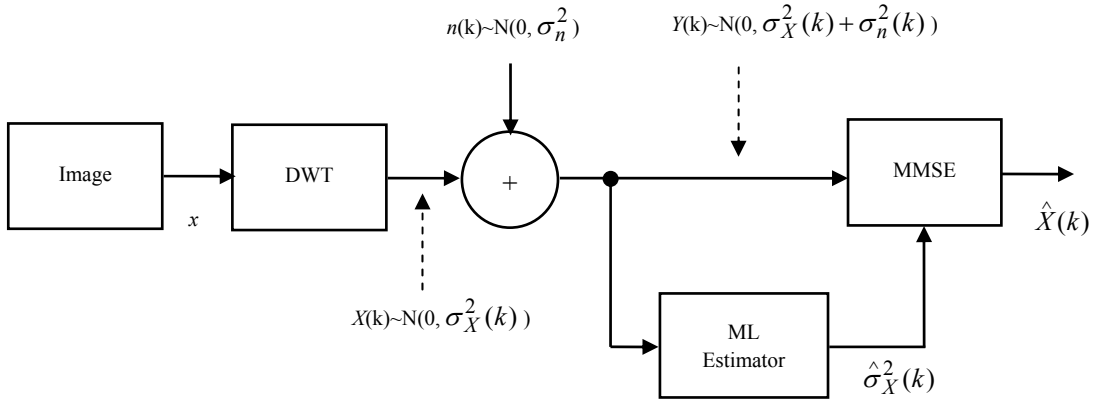 n(k)~N(0, σ_n^2 )
Y(k)~N(0, σ_X^2(k) + σ_n^2(k) )
Image
DWT
+
MMSE
x
X̂(k)
X(k)~N(0, σ_X^2(k) )
ML
Estimator
σ̂_X^2(k)